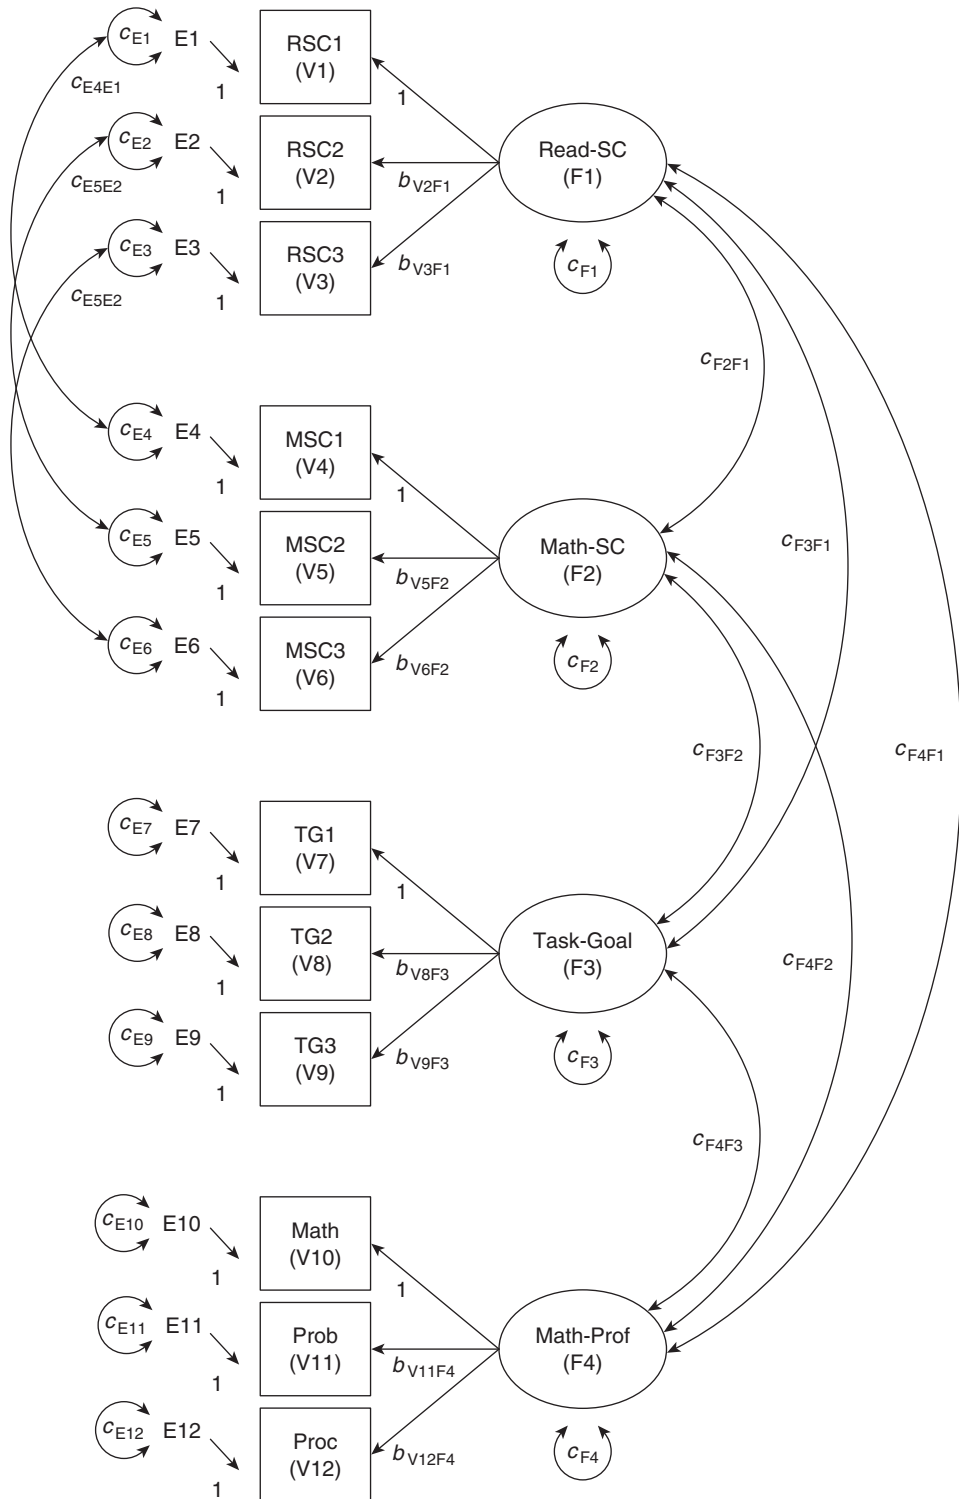 cE1 E1 1 RSC1
(V1)
cE4E1
1
Read-SC
(F1)
cE2 E2 1 RSC2
(V2)
cE5E2
bV2F1
cE3 E3 1 RSC3
(V3)
cE5E2
bV3F1
cF1
cF2F1
cE4 E4 1 MSC1
(V4)
1
Math-SC
(F2)
cF3F1
cE5 E5 1 MSC2
(V5)
bV5F2
cE6 E6 1 MSC3
(V6)
bV6F2
cF2
cF3F2
cF4F1
cE7 E7 1 TG1
(V7)
1
Task-Goal
(F3)
cE8 E8 1 TG2
(V8)
bV8F3
cF4F2
cE9 E9 1 TG3
(V9)
bV9F3
cF3
cF4F3
cE10 E10 1 Math
(V10)
1
Math-Prof
(F4)
cE11 E11 1 Prob
(V11)
bV11F4
cE12 E12 1 Proc
(V12)
bV12F4
cF4